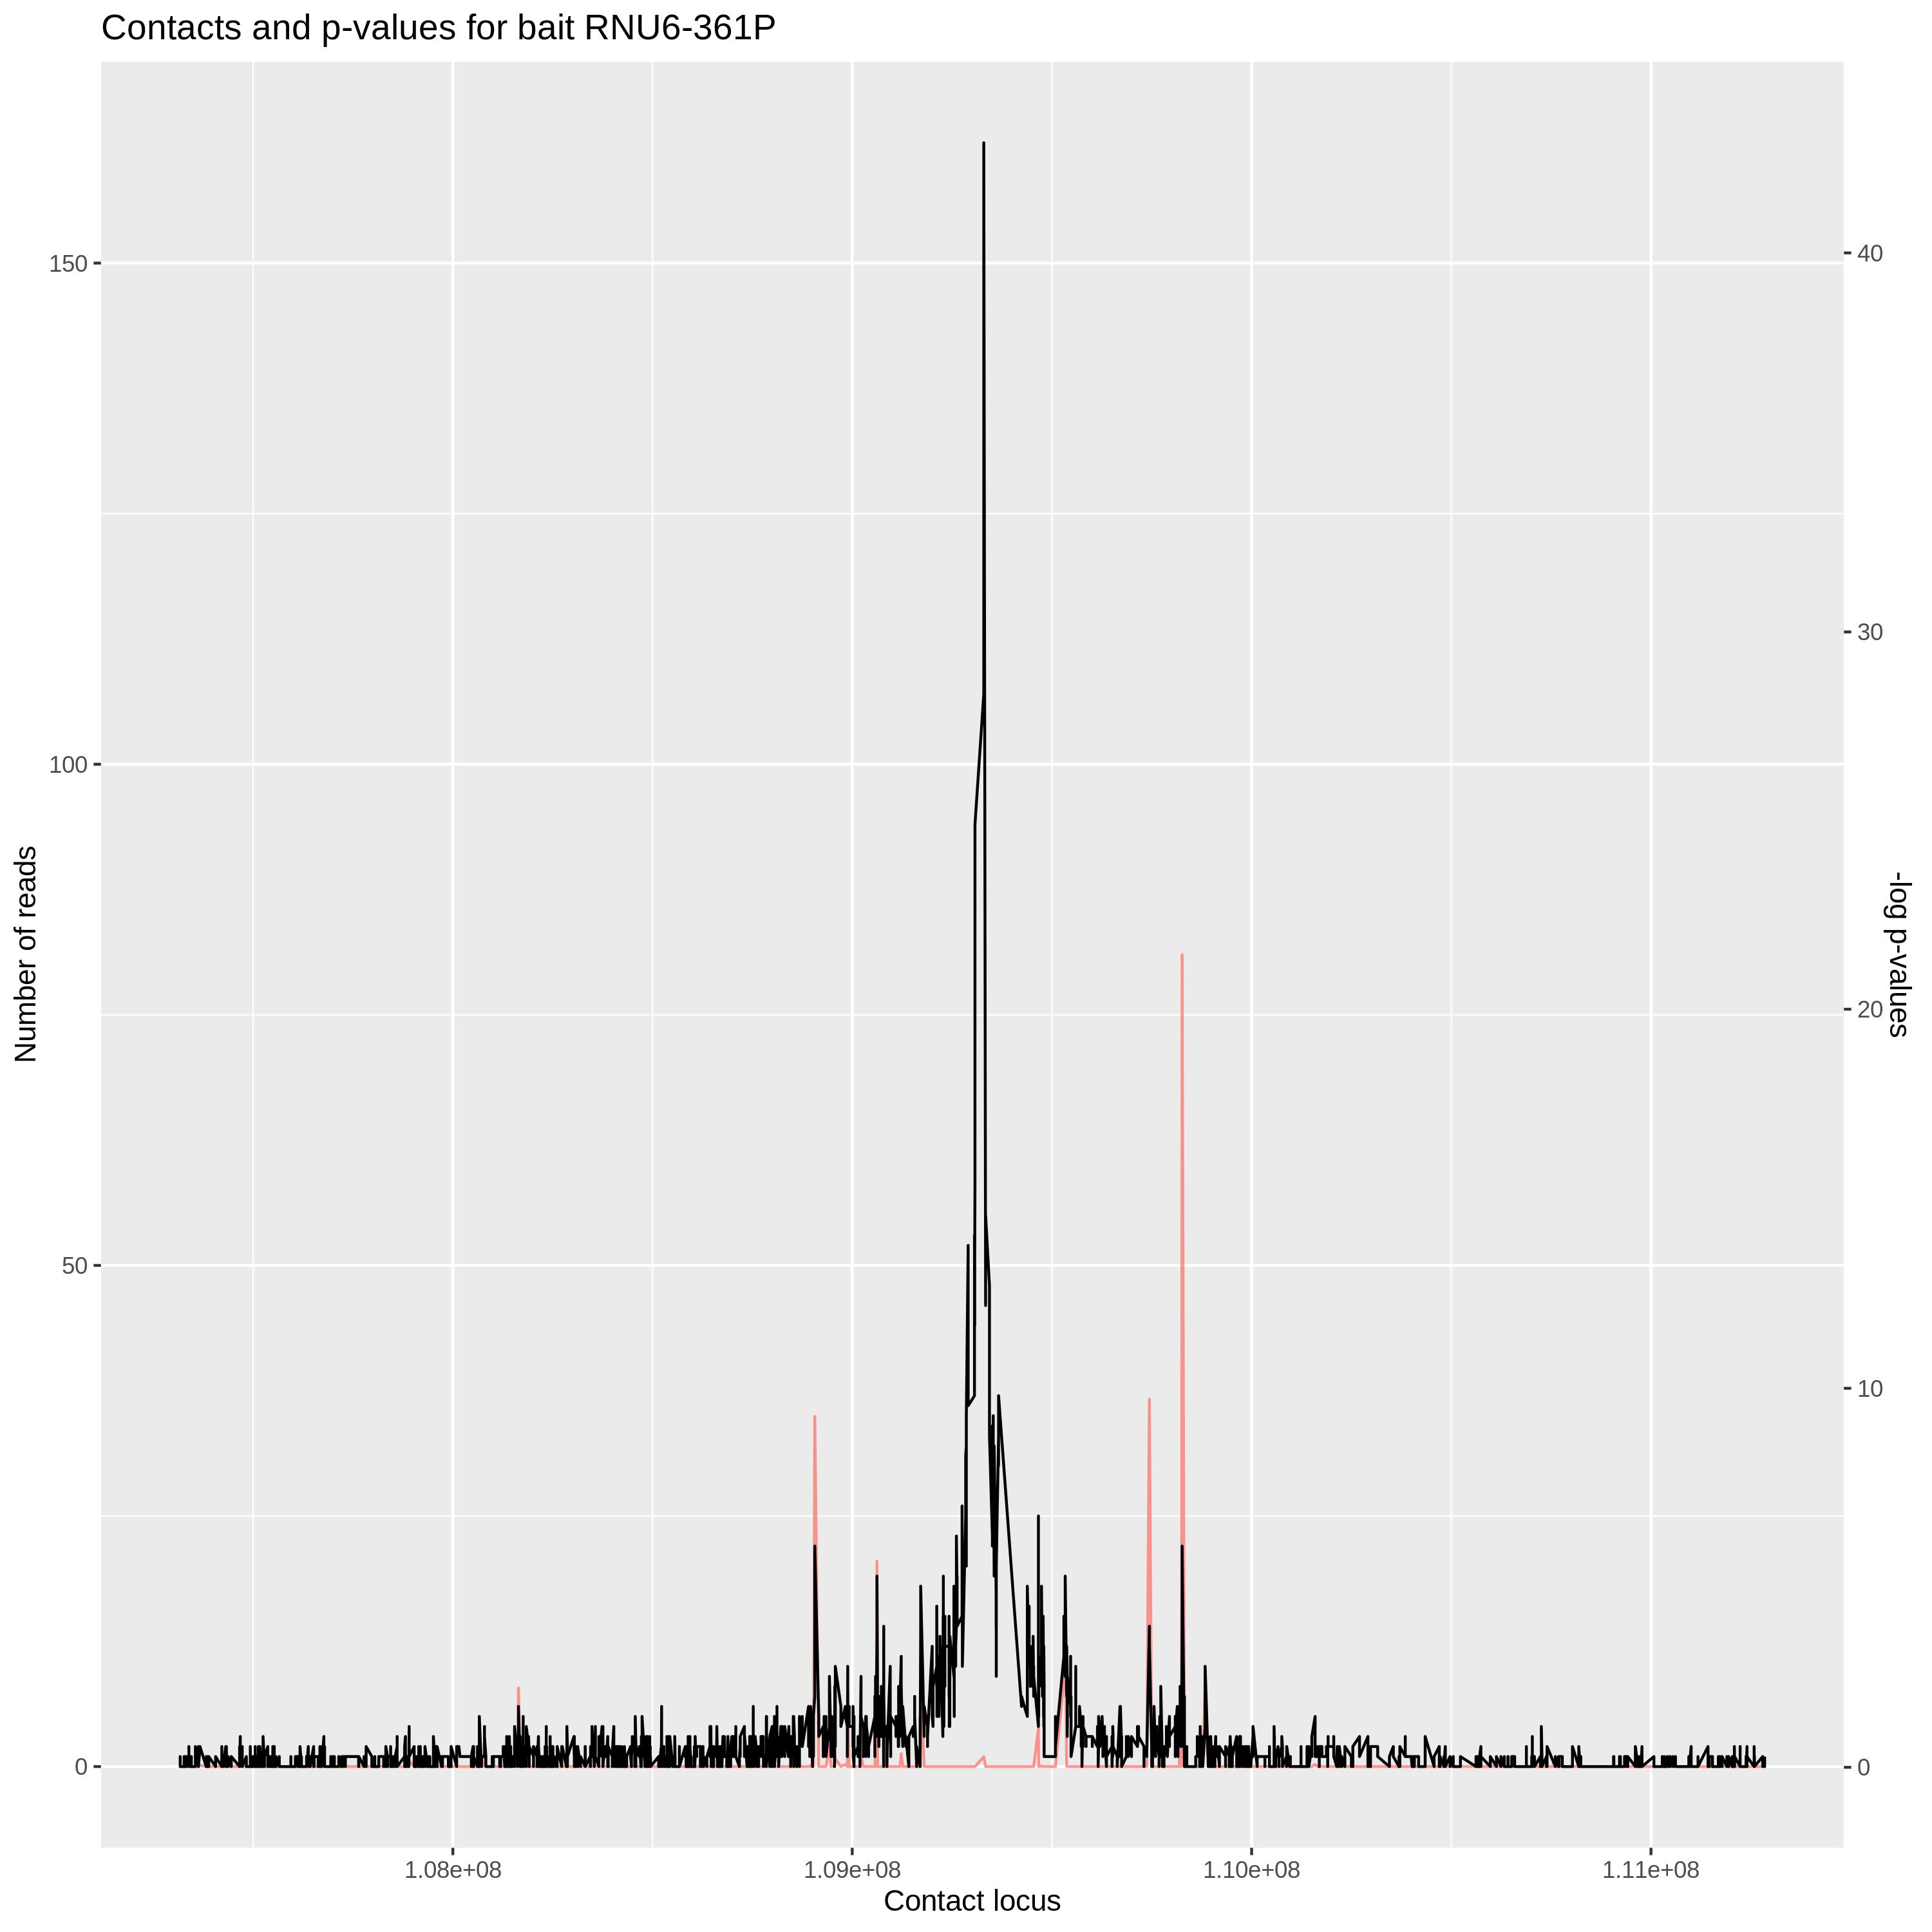 Contacts and p-values for bait RNU6-361P
150
100
50
0
Number of reads
40
30
20
10
0
-log p-values
1.08e+08
1.09e+08
1.10e+08
1.11e+08
Contact locus